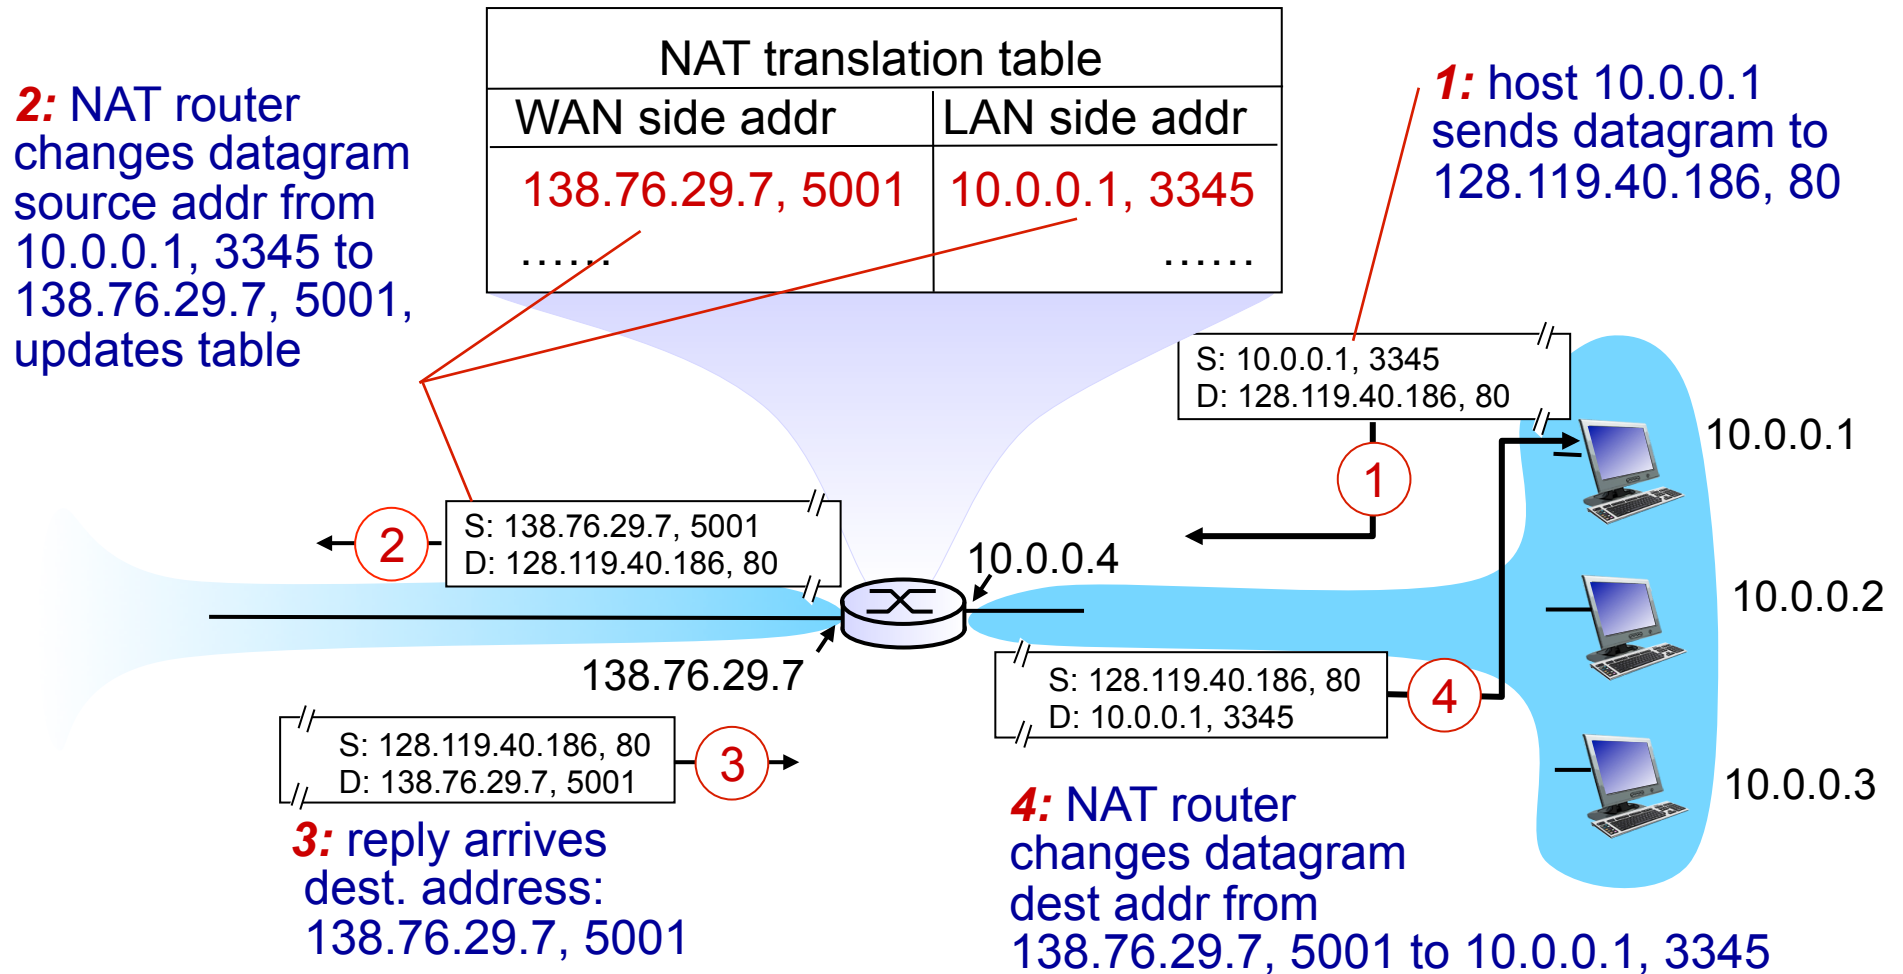 NAT translation table
WAN side addr LAN side addr
138.76.29.7, 5001 10.0.0.1, 3345
...... ......
2: NAT router
changes datagram
source addr from
10.0.0.1, 3345 to
138.76.29.7, 5001,
updates table
1: host 10.0.0.1
sends datagram to
128.119.40.186, 80
S: 10.0.0.1, 3345
D: 128.119.40.186, 80
1
10.0.0.1
2
S: 138.76.29.7, 5001
D: 128.119.40.186, 80
10.0.0.4
10.0.0.2
138.76.29.7
S: 128.119.40.186, 80
D: 10.0.0.1, 3345
4
S: 128.119.40.186, 80
D: 138.76.29.7, 5001
3
10.0.0.3
3: reply arrives
dest. address:
138.76.29.7, 5001
4: NAT router
changes datagram
dest addr from
138.76.29.7, 5001 to 10.0.0.1, 3345